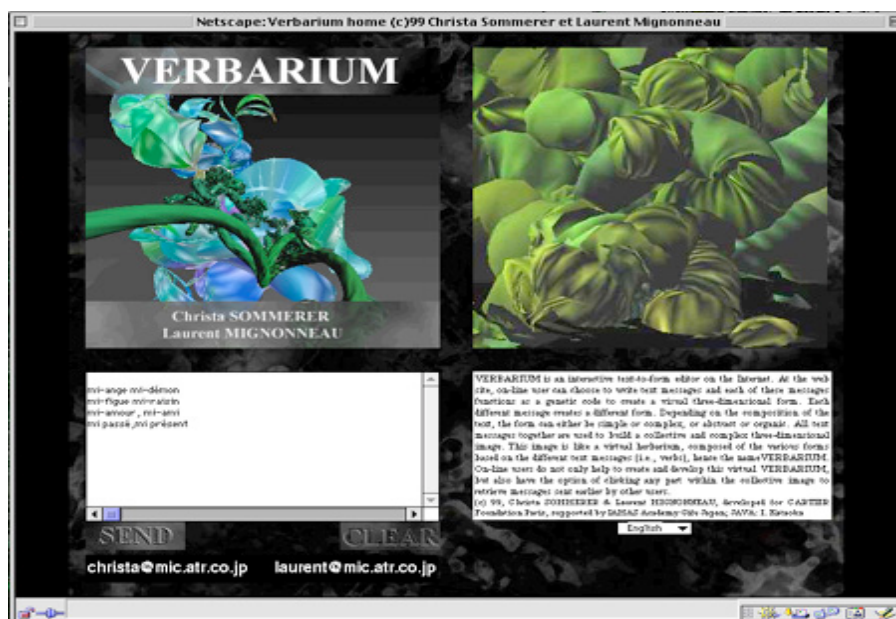 Netscape: Verbarium home (c)99 Christa Sommerer et Laurent Mignonneau
VERBARIUM
Christa SOMMERER
Laurent MIGNONNEAU
mi-ange mi-démon
mi-figue mi-raisin
mi-amour, mi-ami
mi passé, mi présent
SEND
CLEAR
christa@mic.atr.co.jp
laurent@mic.atr.co.jp
VERBARIUM is an interactive text-to-form editor on the Internet. At the web
site, on-line user can choose to write text messages and each of these messages
functions as a genetic code to create a virtual three-dimensional form. Each
different message creates a different form. Depending on the composition of the
text, the form can either be simple or complex, or abstract or organic. All text
messages together are used to build a collective and complex three-dimensional
image. This image is like a virtual herbarium, composed of the various forms
based on the different text messages (i.e., verbs), hence the name VERBARIUM.
On-line users do not only help to create and develop this virtual VERBARIUM,
but also have the option of clicking any part within the collective image to
retrieve messages sent earlier by other users.
(c) 99, Christa SOMMERER & Laurent MIGNONNEAU, developed for CARTIER
Foundation Paris, supported by IAMAS Academy Gifu Japan; JAVA: I.
English